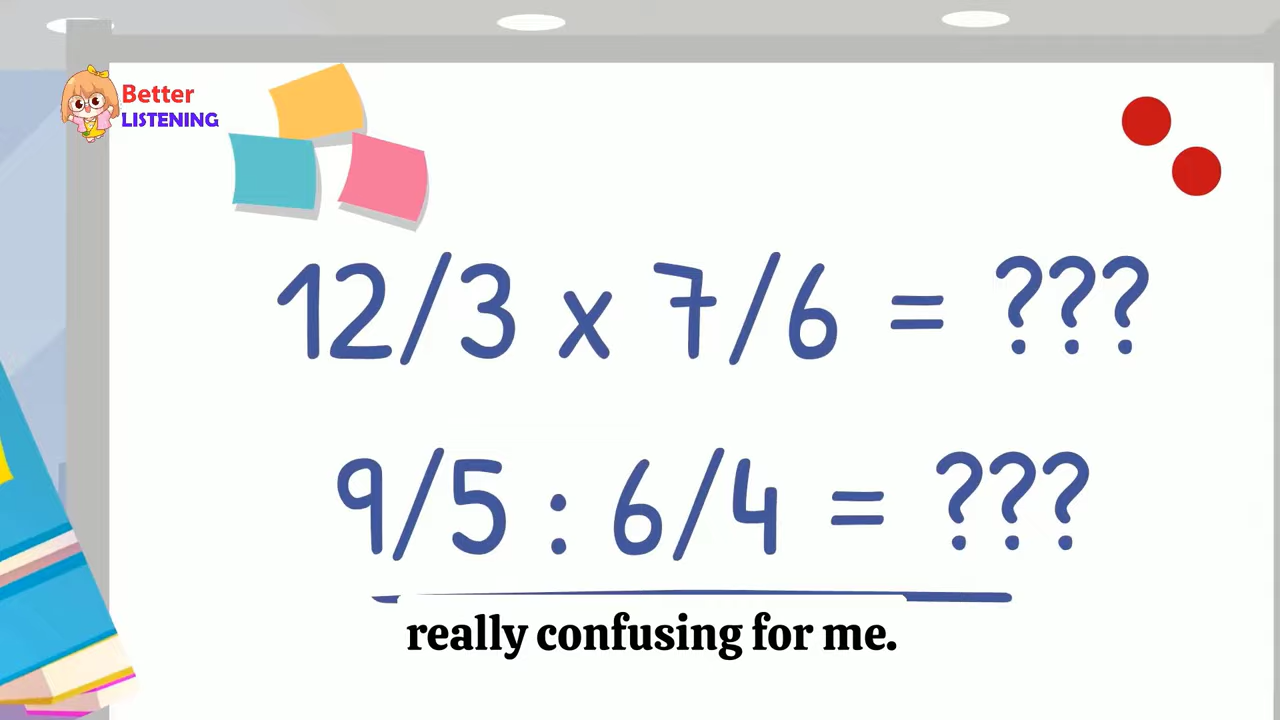 Better
LISTENING
12/3 x 7/6 = ???
9/5 : 6/4 = ???
really confusing for me.